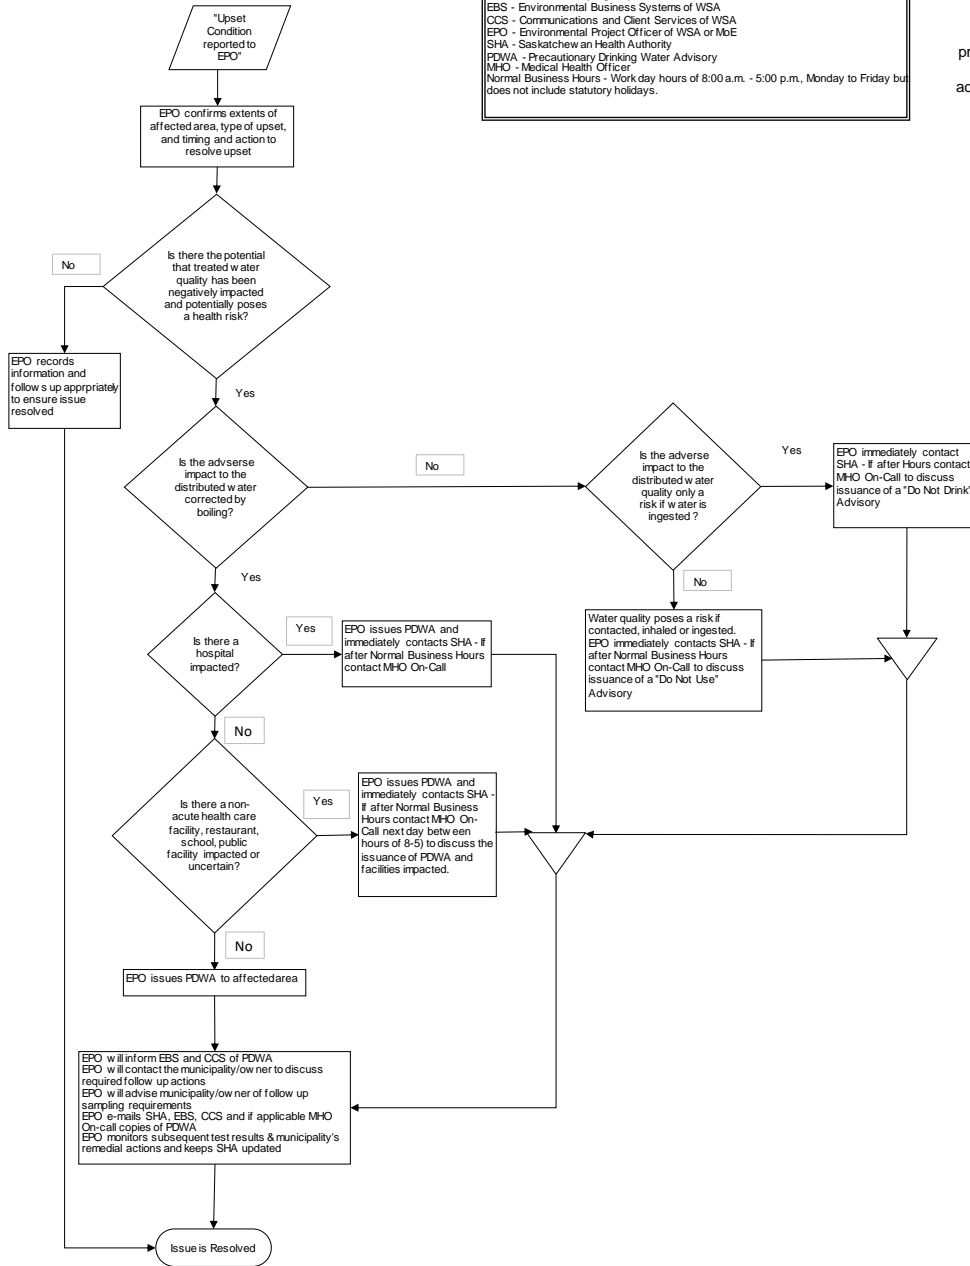 EBS - Environmental Business Systems of WSA
CCS - Communications and Client Services of WSA
EPO - Environmental Project Officer of WSA or MoE
SHA - Saskatchewan Health Authority
PDWA - Precautionary Drinking Water Advisory
MHO - Medical Health Officer
Normal Business Hours - Work day hours of 8:00 a.m. - 5:00 p.m., Monday to Friday but
does not include statutory holidays.
"Upset
Condition
reported to
EPO"
EPO confirms extents of
affected area, type of upset,
and timing and action to
resolve upset
Is there the potential
that treated water
quality has been
negatively impacted
and potentially poses
a health risk?
No
EPO records
information and
follows up apprpriately
to ensure issue
resolved
Yes
Is the advserse
impact to the
distributed water
corrected by
boiling?
No
Is the adverse
impact to the
distributed water
quality only a
risk if water is
ingested ?
Yes
EPO immediately contact
SHA - If after Hours contact
MHO On-Call to discuss
issuance of a "Do Not Drink"
Advisory
No
Water quality poses a risk if
contacted, inhaled or ingested.
EPO immediately contacts SHA - If
after Normal Business Hours
contact MHO On-Call to discuss
issuance of a "Do Not Use"
Advisory
Yes
Is there a
hospital
impacted?
Yes
EPO issues PDWA and
immediately contacts SHA - If
after Normal Business Hours
contact MHO On-Call
No
Is there a non-
acute health care
facility, restaurant,
school, public
facility impacted or
uncertain?
Yes
EPO issues PDWA and
immediately contacts SHA -
If after Normal Business
Hours contact MHO On-
Call next day between
hours of 8-5) to discuss the
issuance of PDWA and
facilities impacted.
No
EPO issues PDWA to affected area
EPO will inform EBS and CCS of PDWA
EPO will contact the municipality/owner to discuss
required follow up actions
EPO will advise municipality/owner of follow up
sampling requirements
EPO e-mails SHA, EBS, CCS and if applicable MHO
On-call copies of PDWA
EPO monitors subsequent test results & municipality's
remedial actions and keeps SHA updated
Issue is Resolved